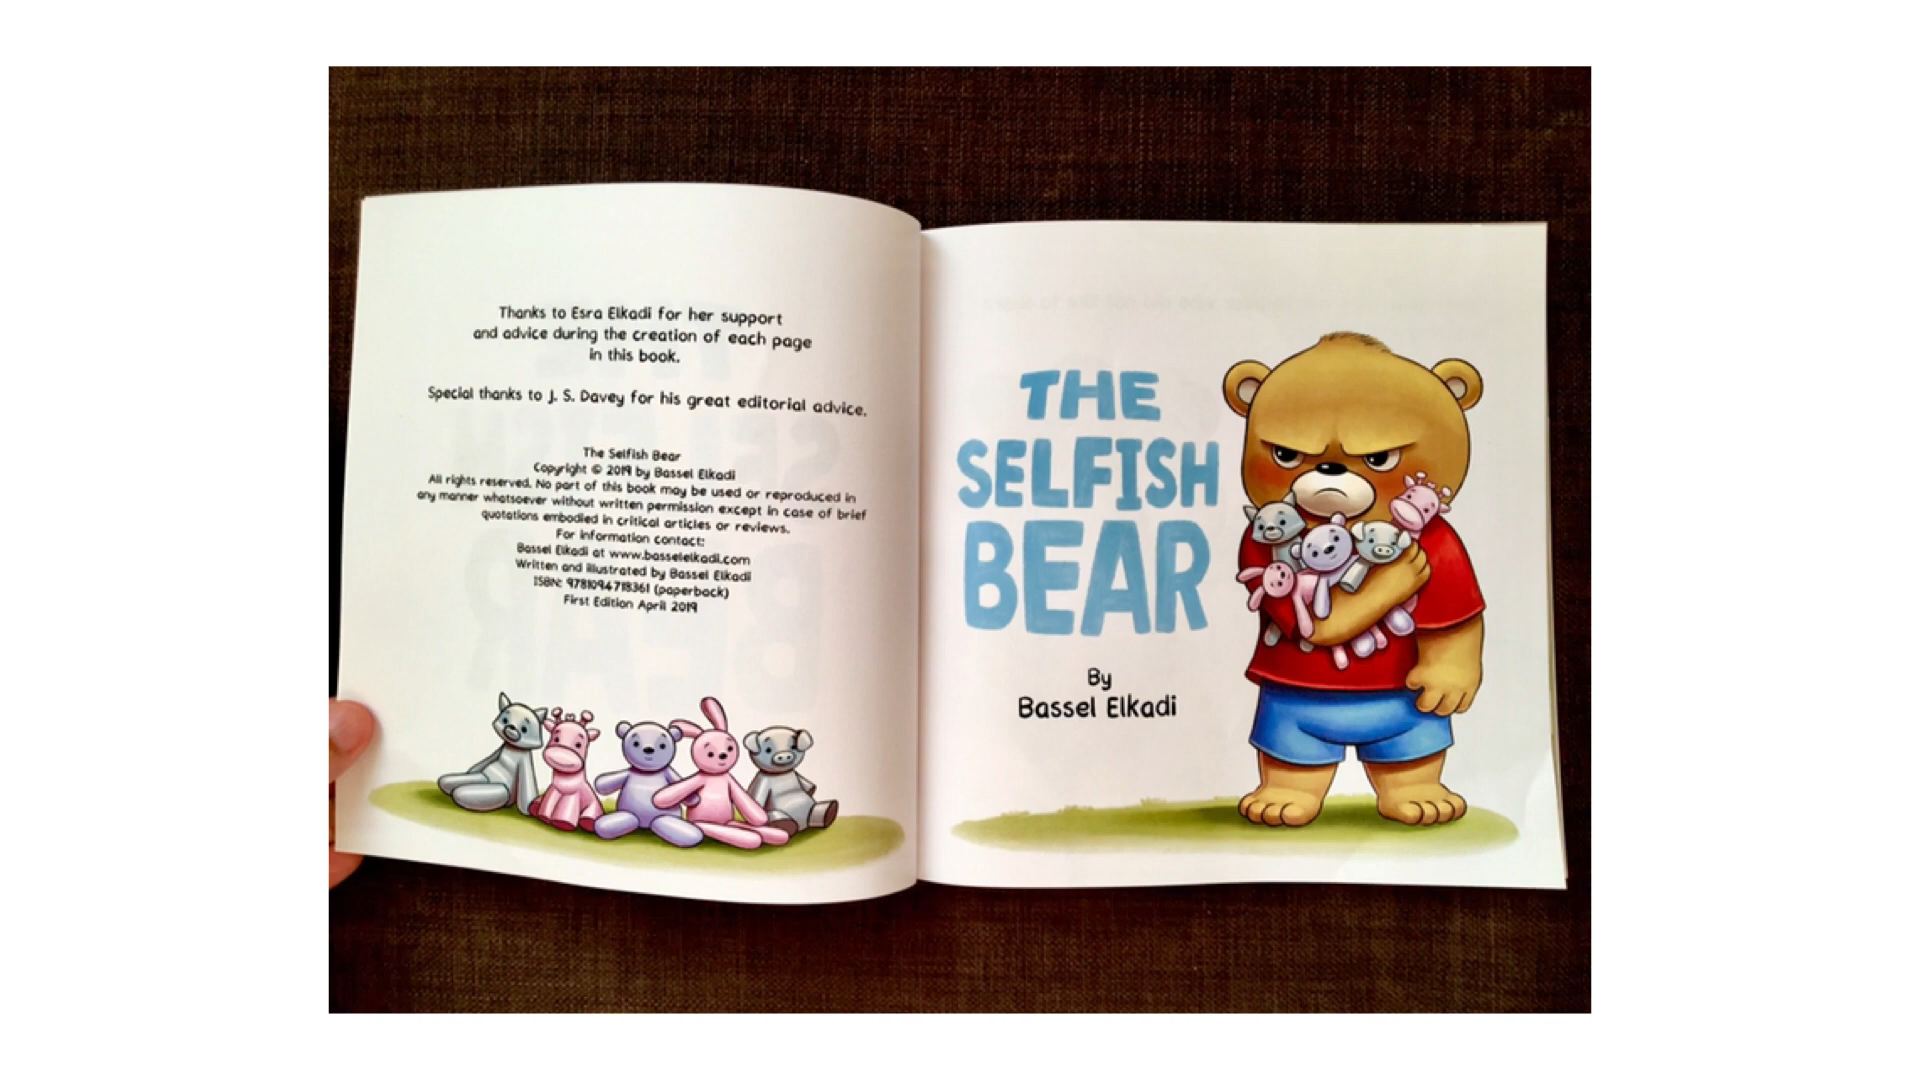 Thanks to Esra Elkadi for her support
and advice during the creation of each page
in this book.
Special thanks to J. S. Davey for his great editorial advice.
The Selfish Bear
Copyright © 2019 by Bassel Elkadi
All rights reserved. No part of this book may be used or reproduced in
any manner whatsoever without written permission except in case of brief
quotations embodied in critical articles or reviews.
For information contact:
Bassel Elkadi at www.basselelkadi.com
Written and illustrated by Bassel Elkadi
ISBN: 9781094718361 (paperback)
First Edition April 2019
THE
SELFISH
BEAR
By
Bassel Elkadi